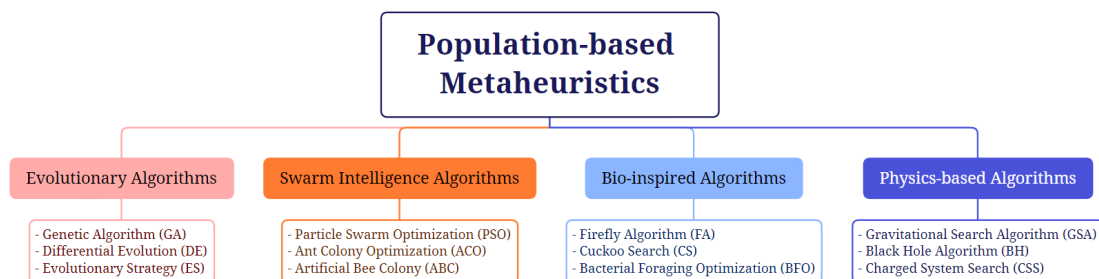 Population-based
Metaheuristics
Evolutionary Algorithms
- Genetic Algorithm (GA)
- Differential Evolution (DE)
- Evolutionary Strategy (ES)
Swarm Intelligence Algorithms
- Particle Swarm Optimization (PSO)
- Ant Colony Optimization (ACO)
- Artificial Bee Colony (ABC)
Bio-inspired Algorithms
- Firefly Algorithm (FA)
- Cuckoo Search (CS)
- Bacterial Foraging Optimization (BFO)
Physics-based Algorithms
- Gravitational Search Algorithm (GSA)
- Black Hole Algorithm (BH)
- Charged System Search (CSS)